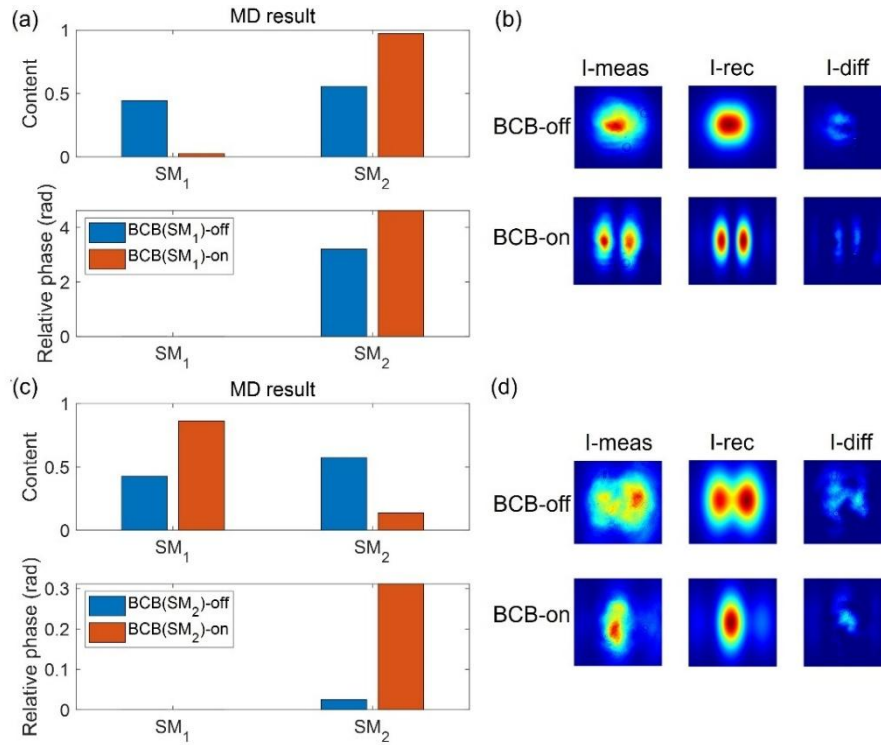 (a)
MD result
Content
1
0.5
0
SM₁ SM₂
Relative phase (rad)
4
2
0
BCB(SM₁)-off
BCB(SM₁)-on
SM₁ SM₂
(b)
I-meas I-rec I-diff
BCB-off
BCB-on
(c)
MD result
Content
1
0.5
0
SM₁ SM₂
Relative phase (rad)
0.3
0.2
0.1
0
BCB(SM₂)-off
BCB(SM₂)-on
SM₁ SM₂
(d)
I-meas I-rec I-diff
BCB-off
BCB-on